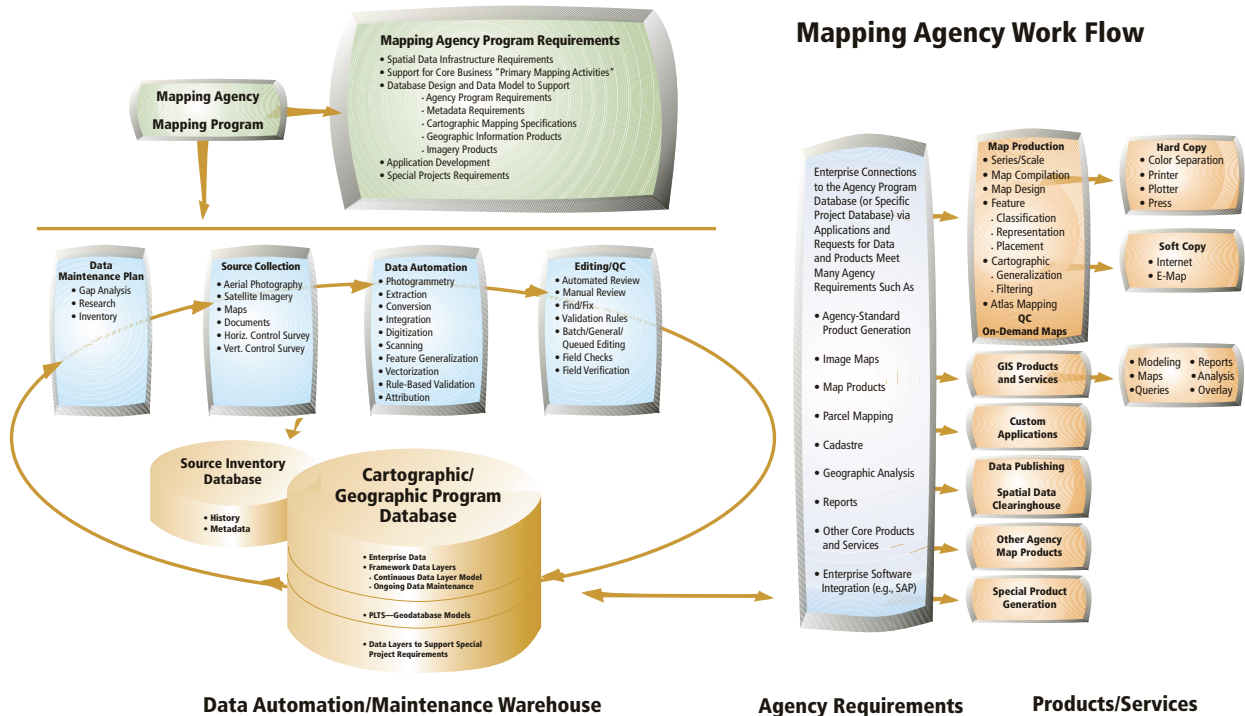 Mapping Agency Work Flow
Mapping Agency
Mapping Program
Mapping Agency Program Requirements
• Spatial Data Infrastructure Requirements
• Support for Core Business "Primary Mapping Activities"
• Database Design and Data Model to Support
- Agency Program Requirements
- Metadata Requirements
- Cartographic Mapping Specifications
- Geographic Information Products
- Imagery Products
• Application Development
• Special Projects Requirements
Data
Maintenance Plan
• Gap Analysis
• Research
• Inventory
Source Collection
• Aerial Photography
• Satellite Imagery
• Maps
• Documents
• Horiz. Control Survey
• Vert. Control Survey
Data Automation
• Photogrammetry
• Extraction
• Conversion
• Integration
• Digitization
• Scanning
• Feature Generalization
• Vectorization
• Rule-Based Validation
• Attribution
Editing/QC
• Automated Review
• Manual Review
• Find/Fix
• Validation Rules
• Batch/General/
Queued Editing
• Field Checks
• Field Verification
Source Inventory
Database
• History
• Metadata
Cartographic/
Geographic Program
Database
• Enterprise Data
• Framework Data Layers
- Continuous Data Layer Model
- Ongoing Data Maintenance
• PLTS—Geodatabase Models
• Data Layers to Support Special
Project Requirements
Data Automation/Maintenance Warehouse
Enterprise Connections
to the Agency Program
Database (or Specific
Project Database) via
Applications and
Requests for Data
and Products Meet
Many Agency
Requirements Such As
• Agency-Standard
Product Generation
• Image Maps
• Map Products
• Parcel Mapping
• Cadastre
• Geographic Analysis
• Reports
• Other Core Products
and Services
• Enterprise Software
Integration (e.g., SAP)
Agency Requirements
Map Production
• Series/Scale
• Map Compilation
• Map Design
• Feature
- Classification
- Representation
- Placement
• Cartographic
- Generalization
- Filtering
• Atlas Mapping
QC
On-Demand Maps
GIS Products
and Services
Custom
Applications
Data Publishing
Spatial Data
Clearinghouse
Other Agency
Map Products
Special Product
Generation
Hard Copy
• Color Separation
• Printer
• Plotter
• Press
Soft Copy
• Internet
• E-Map
• Modeling • Reports
• Maps • Analysis
• Queries • Overlay
Products/Services